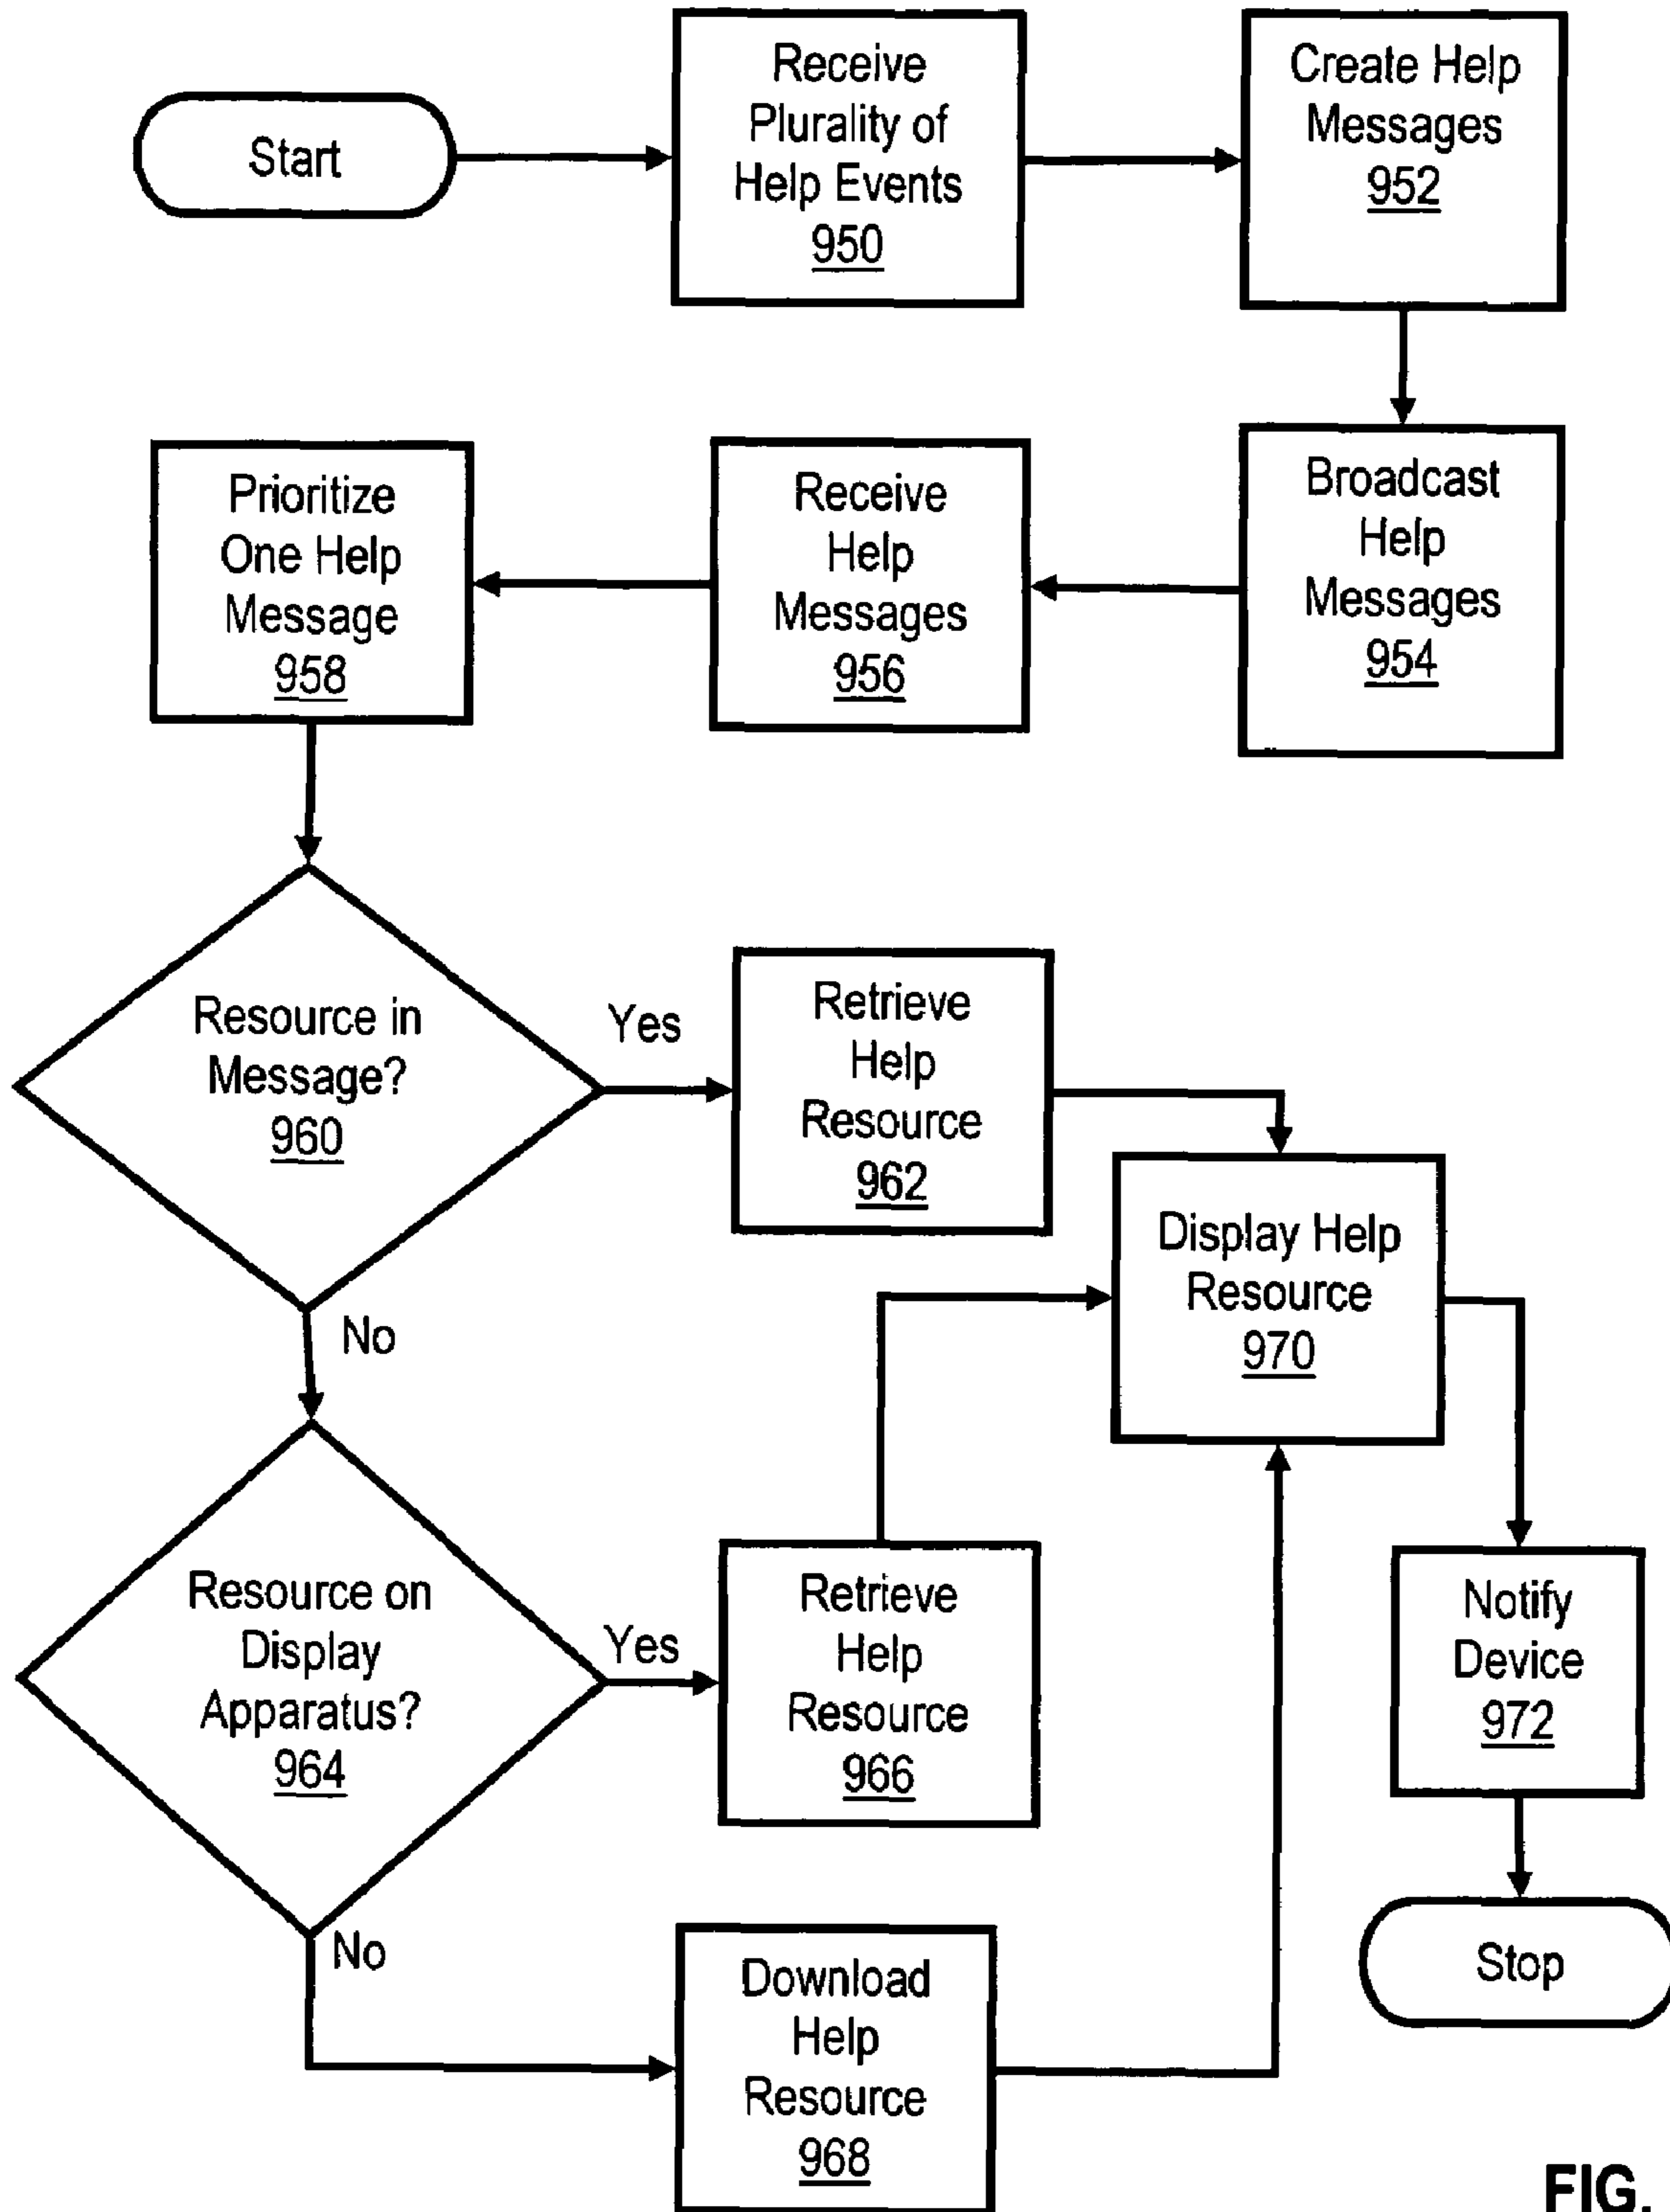 Start
Receive
Plurality of
Help Events
950
Create Help
Messages
952
Broadcast
Help
Messages
954
Receive
Help
Messages
956
Prioritize
One Help
Message
958
Resource in
Message?
960
Yes
No
Retrieve
Help
Resource
962
Display Help
Resource
970
Resource on
Display
Apparatus?
964
Yes
No
Retrieve
Help
Resource
966
Notify
Device
972
Download
Help
Resource
968
Stop
FIG.